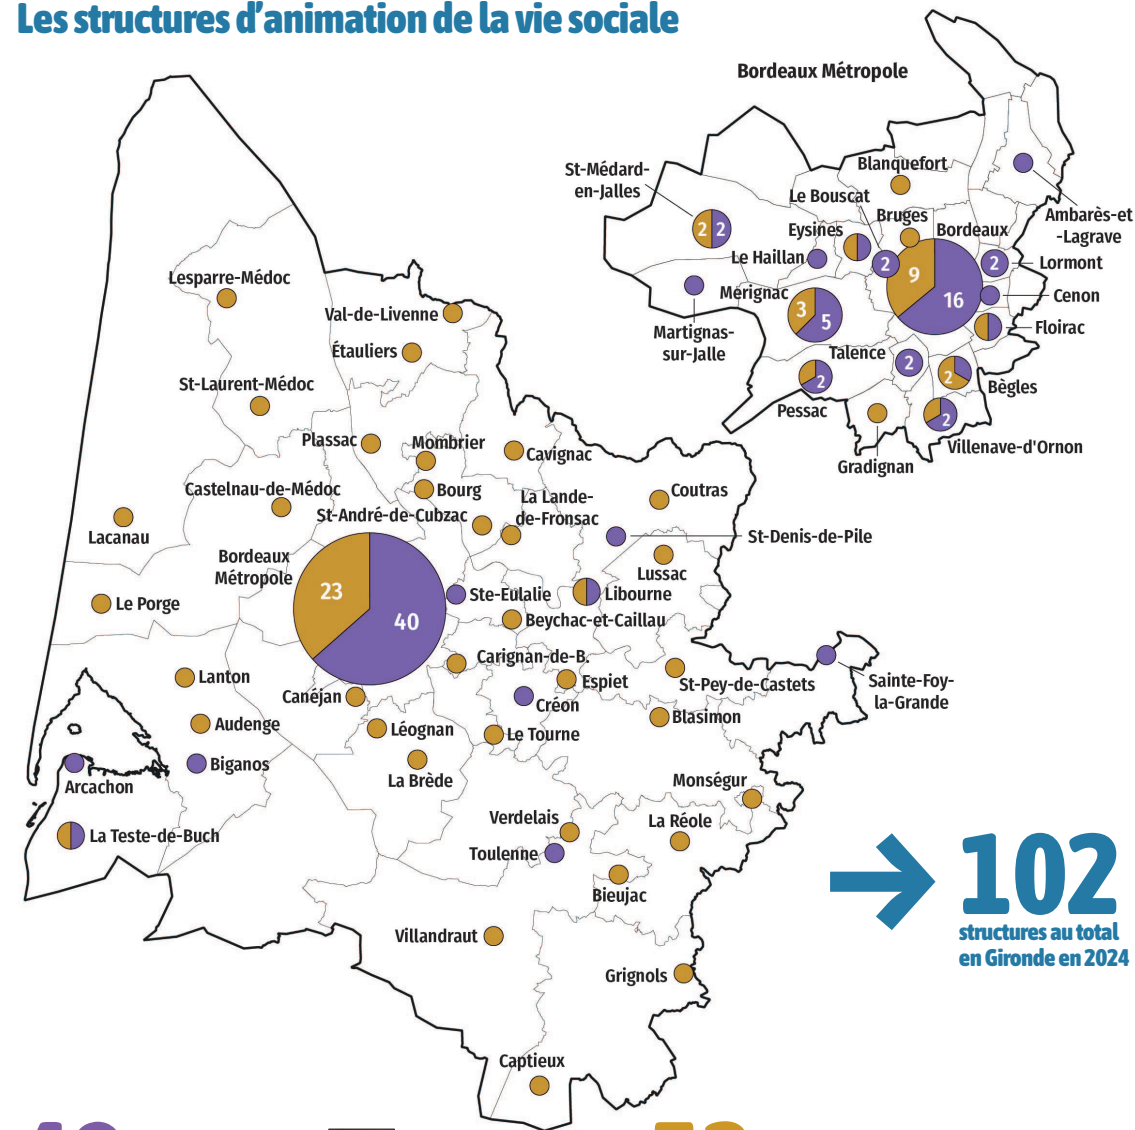 Les structures d’animation de la vie sociale
Bordeaux Métropole
St-Médard-
en-Jalles
2 2
Blanquefort
Le Bouscat
Bruges
Eysines
Bordeaux
Ambarès-et
-Lagrave
Le Haillan
2
9
16
2
Lormont
Cenon
Mérignac
3
5
Floirac
Martignas-
sur-Jalle
Talence
2
2
Bègles
2
Pessac
2
Villenave-d'Ornon
Gradignan
Lesparre-Médoc
Val-de-Livenne
Étauliers
St-Laurent-Médoc
Plassac
Mombrier
Cavignac
Castelnau-de-Médoc
Bourg
La Lande-
de-Fronsac
Coutras
St-André-de-Cubzac
Lacanau
St-Denis-de-Pile
Bordeaux
Métropole
Lussac
23
40
Ste-Eulalie
Libourne
Le Porge
Beychac-et-Caillau
Carignan-de-B.
Lanton
Canéjan
Espiet
St-Pey-de-Castets
Sainte-Foy-
la-Grande
Créon
Audenge
Léognan
Le Tourne
Blasimon
Biganos
Arcachon
La Brède
Monségur
La Teste-de-Buch
Verdelais
La Réole
Toulenne
Bieujac
102
structures au total
en Gironde en 2024
Villandraut
Grignols
Captieux